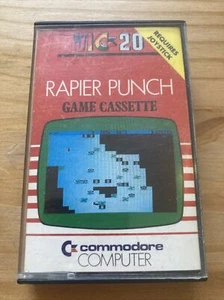 VIC-20
REQUIRES
JOYSTICK
RAPIER PUNCH
GAME CASSETTE
commodore
COMPUTER